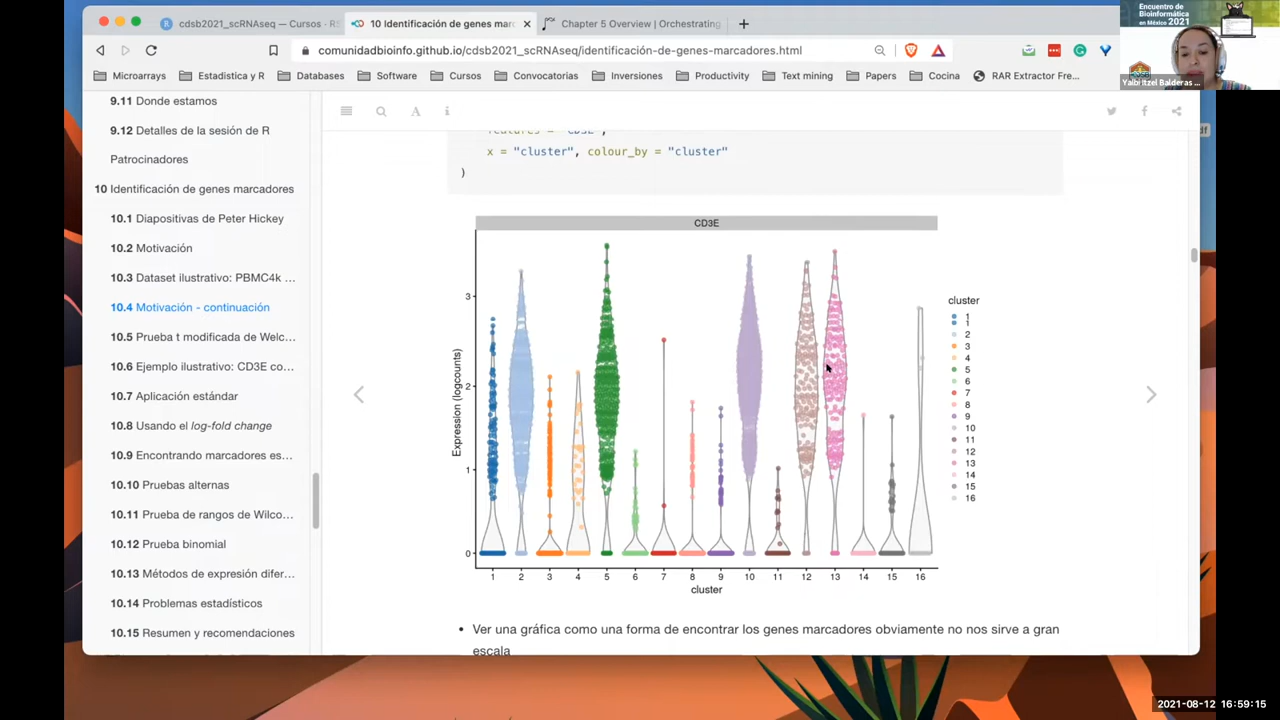 cdsb2021_scRNAseq — Cursos - R
10 Identificación de genes marc
Chapter 5 Overview | Orchestrating
Encuentro de
Bioinformática
en México 2021
comunidadbioinfo.github.io/cdsb2021_scRNAseq/identificación-de-genes-marcadores.html
Microarrays
Estadistica y R
Databases
Software
Cursos
Convocatorias
Inversiones
Productivity
Text mining
Papers
Cocina
RAR Extractor Fre...
Yalbi Itzel Balderas ...
9.11 Donde estamos
9.12 Detalles de la sesión de R
Patrocinadores
10 Identificación de genes marcadores
10.1 Diapositivas de Peter Hickey
10.2 Motivación
10.3 Dataset ilustrativo: PBMC4k ...
10.4 Motivación - continuación
10.5 Prueba t modificada de Welc...
10.6 Ejemplo ilustrativo: CD3E co...
10.7 Aplicación estándar
10.8 Usando el log-fold change
10.9 Encontrando marcadores es...
10.10 Pruebas alternas
10.11 Prueba de rangos de Wilco...
10.12 Prueba binomial
10.13 Métodos de expresión difer...
10.14 Problemas estadísticos
10.15 Resumen y recomendaciones
features = "CD3E",
x = "cluster", colour_by = "cluster"
)
CD3E
Expression (logcounts)
3
2
1
0
1 2 3 4 5 6 7 8 9 10 11 12 13 14 15 16
cluster
cluster
1
1
2
3
4
5
6
7
8
9
10
11
12
13
14
15
16
• Ver una gráfica como una forma de encontrar los genes marcadores obviamente no nos sirve a gran
escala
2021-08-12 16:59:15